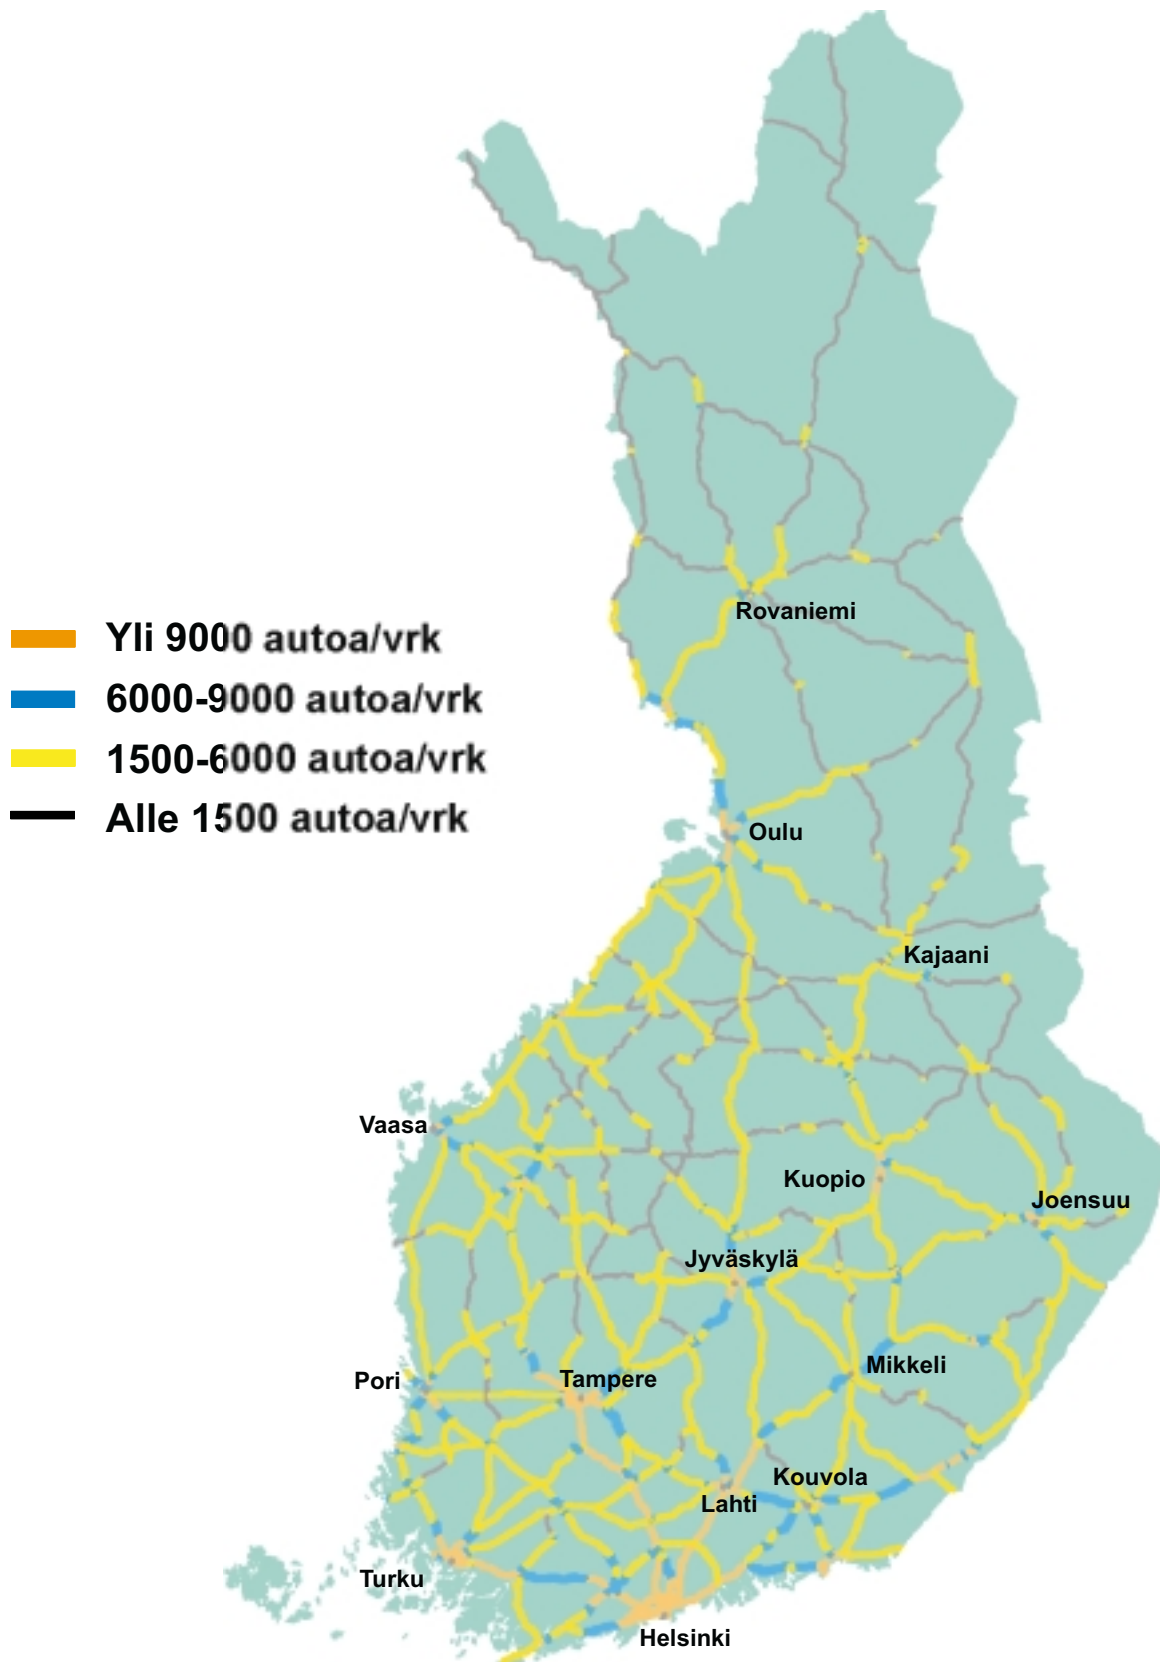 Yli 9000 autoa/vrk
6000-9000 autoa/vrk
1500-6000 autoa/vrk
Alle 1500 autoa/vrk
Rovaniemi
Oulu
Kajaani
Vaasa
Kuopio
Joensuu
Jyväskylä
Mikkeli
Pori
Tampere
Kouvola
Lahti
Turku
Helsinki